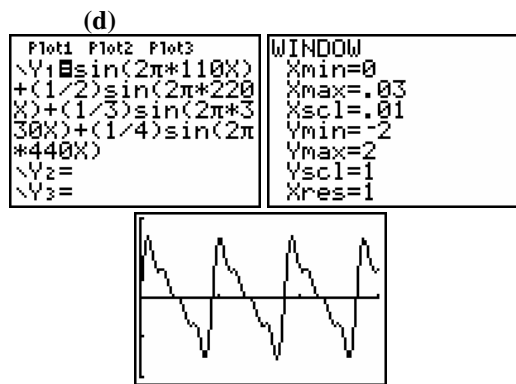 (d)
Plot1 Plot2 Plot3
\Y1=sin(2π*110X)
+(1/2)sin(2π*220
X)+(1/3)sin(2π*3
30X)+(1/4)sin(2π
*440X)
\Y2=
\Y3=
WINDOW
Xmin=0
Xmax=.03
Xscl=.01
Ymin=-2
Ymax=2
Yscl=1
Xres=1